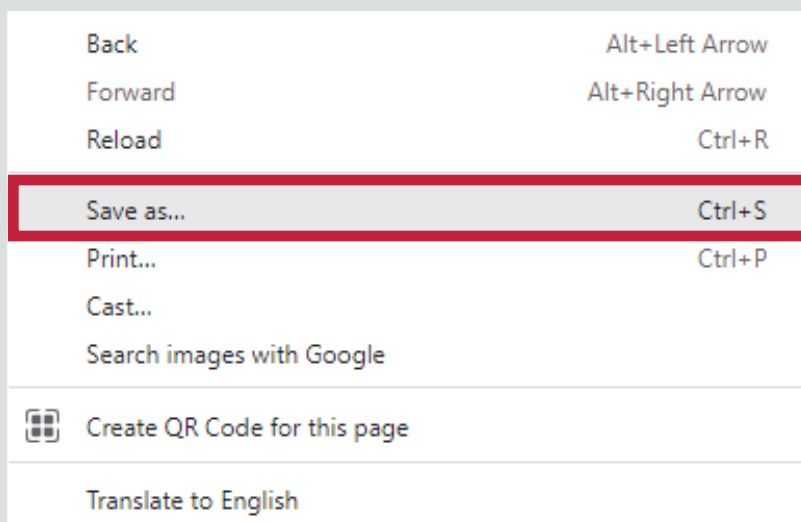 Back Alt+Left Arrow
Forward Alt+Right Arrow
Reload Ctrl+R
Save as... Ctrl+S
Print... Ctrl+P
Cast...
Search images with Google
Create QR Code for this page
Translate to English